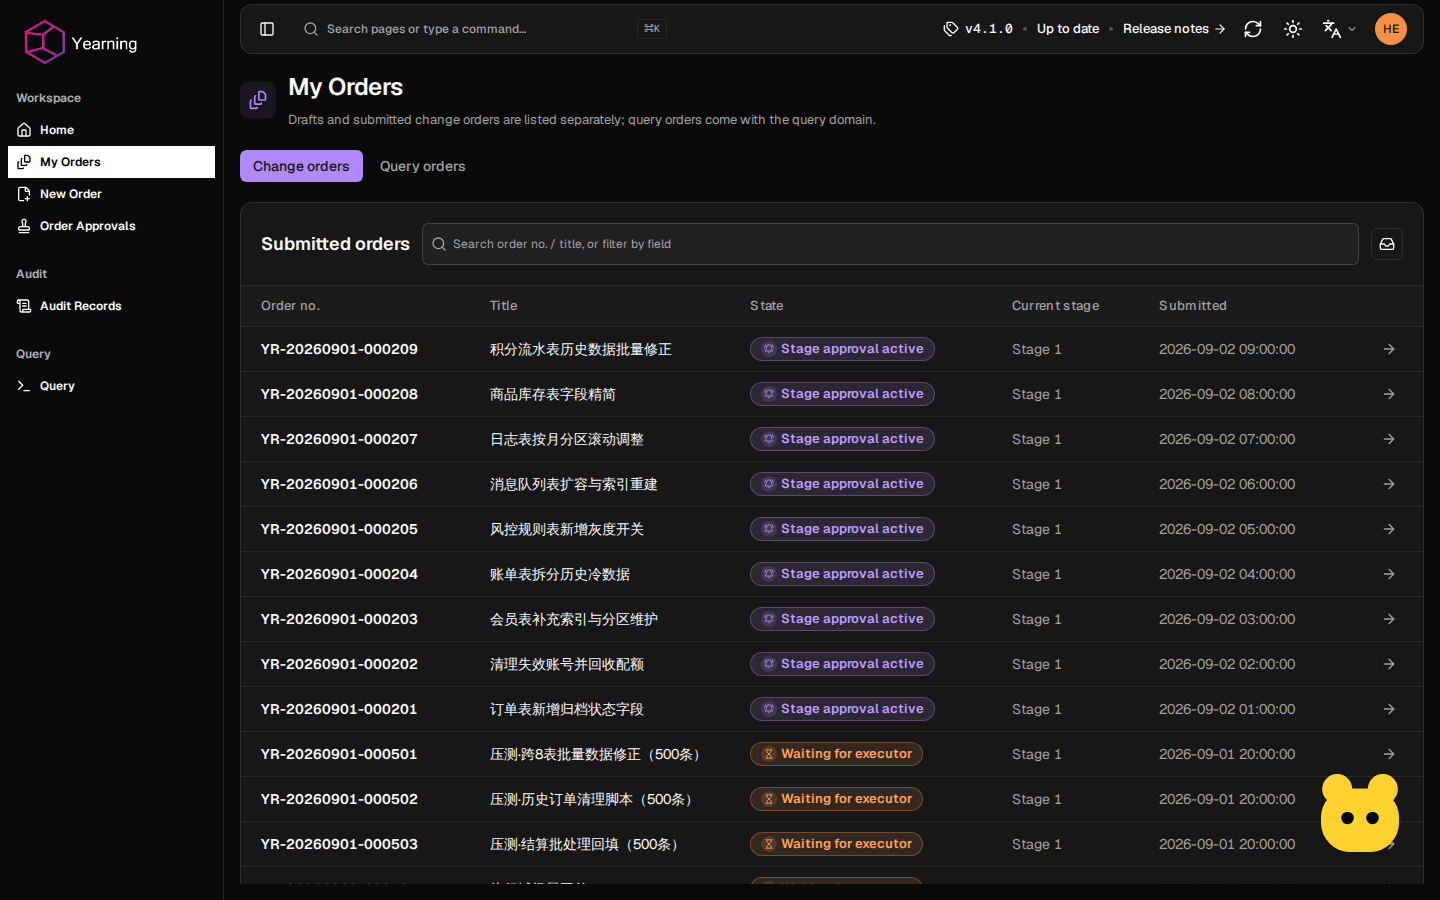 Yearning
Search pages or type a command...
⌘K
v4.1.0 • Up to date • Release notes →
HE
Workspace
Home
My Orders
New Order
Order Approvals
Audit
Audit Records
Query
Query
My Orders
Drafts and submitted change orders are listed separately; query orders come with the query domain.
Change orders
Query orders
Submitted orders
Search order no. / title, or filter by field
Order no. Title State Current stage Submitted
YR-20260901-000209 积分流水表历史数据批量修正 Stage approval active Stage 1 2026-09-02 09:00:00
YR-20260901-000208 商品库存表字段精简 Stage approval active Stage 1 2026-09-02 08:00:00
YR-20260901-000207 日志表按月分区滚动调整 Stage approval active Stage 1 2026-09-02 07:00:00
YR-20260901-000206 消息队列表扩容与索引重建 Stage approval active Stage 1 2026-09-02 06:00:00
YR-20260901-000205 风控规则表新增灰度开关 Stage approval active Stage 1 2026-09-02 05:00:00
YR-20260901-000204 账单表拆分历史冷数据 Stage approval active Stage 1 2026-09-02 04:00:00
YR-20260901-000203 会员表补充索引与分区维护 Stage approval active Stage 1 2026-09-02 03:00:00
YR-20260901-000202 清理失效账号并回收配额 Stage approval active Stage 1 2026-09-02 02:00:00
YR-20260901-000201 订单表新增归档状态字段 Stage approval active Stage 1 2026-09-02 01:00:00
YR-20260901-000501 压测·跨8表批量数据修正（500条） Waiting for executor Stage 1 2026-09-01 20:00:00
YR-20260901-000502 压测·历史订单清理脚本（500条） Waiting for executor Stage 1 2026-09-01 20:00:00
YR-20260901-000503 压测·结算批处理回填（500条） Waiting for executor Stage 1 2026-09-01 20:00:00